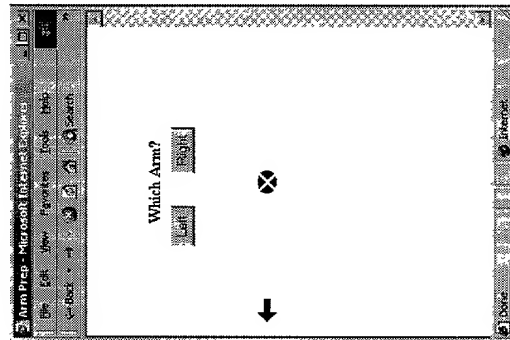 Arm Prep - Microsoft Internet Explorer
File Edit View Favorites Tools Help
Back Search
Which Arm?
Left Right
Done Internet